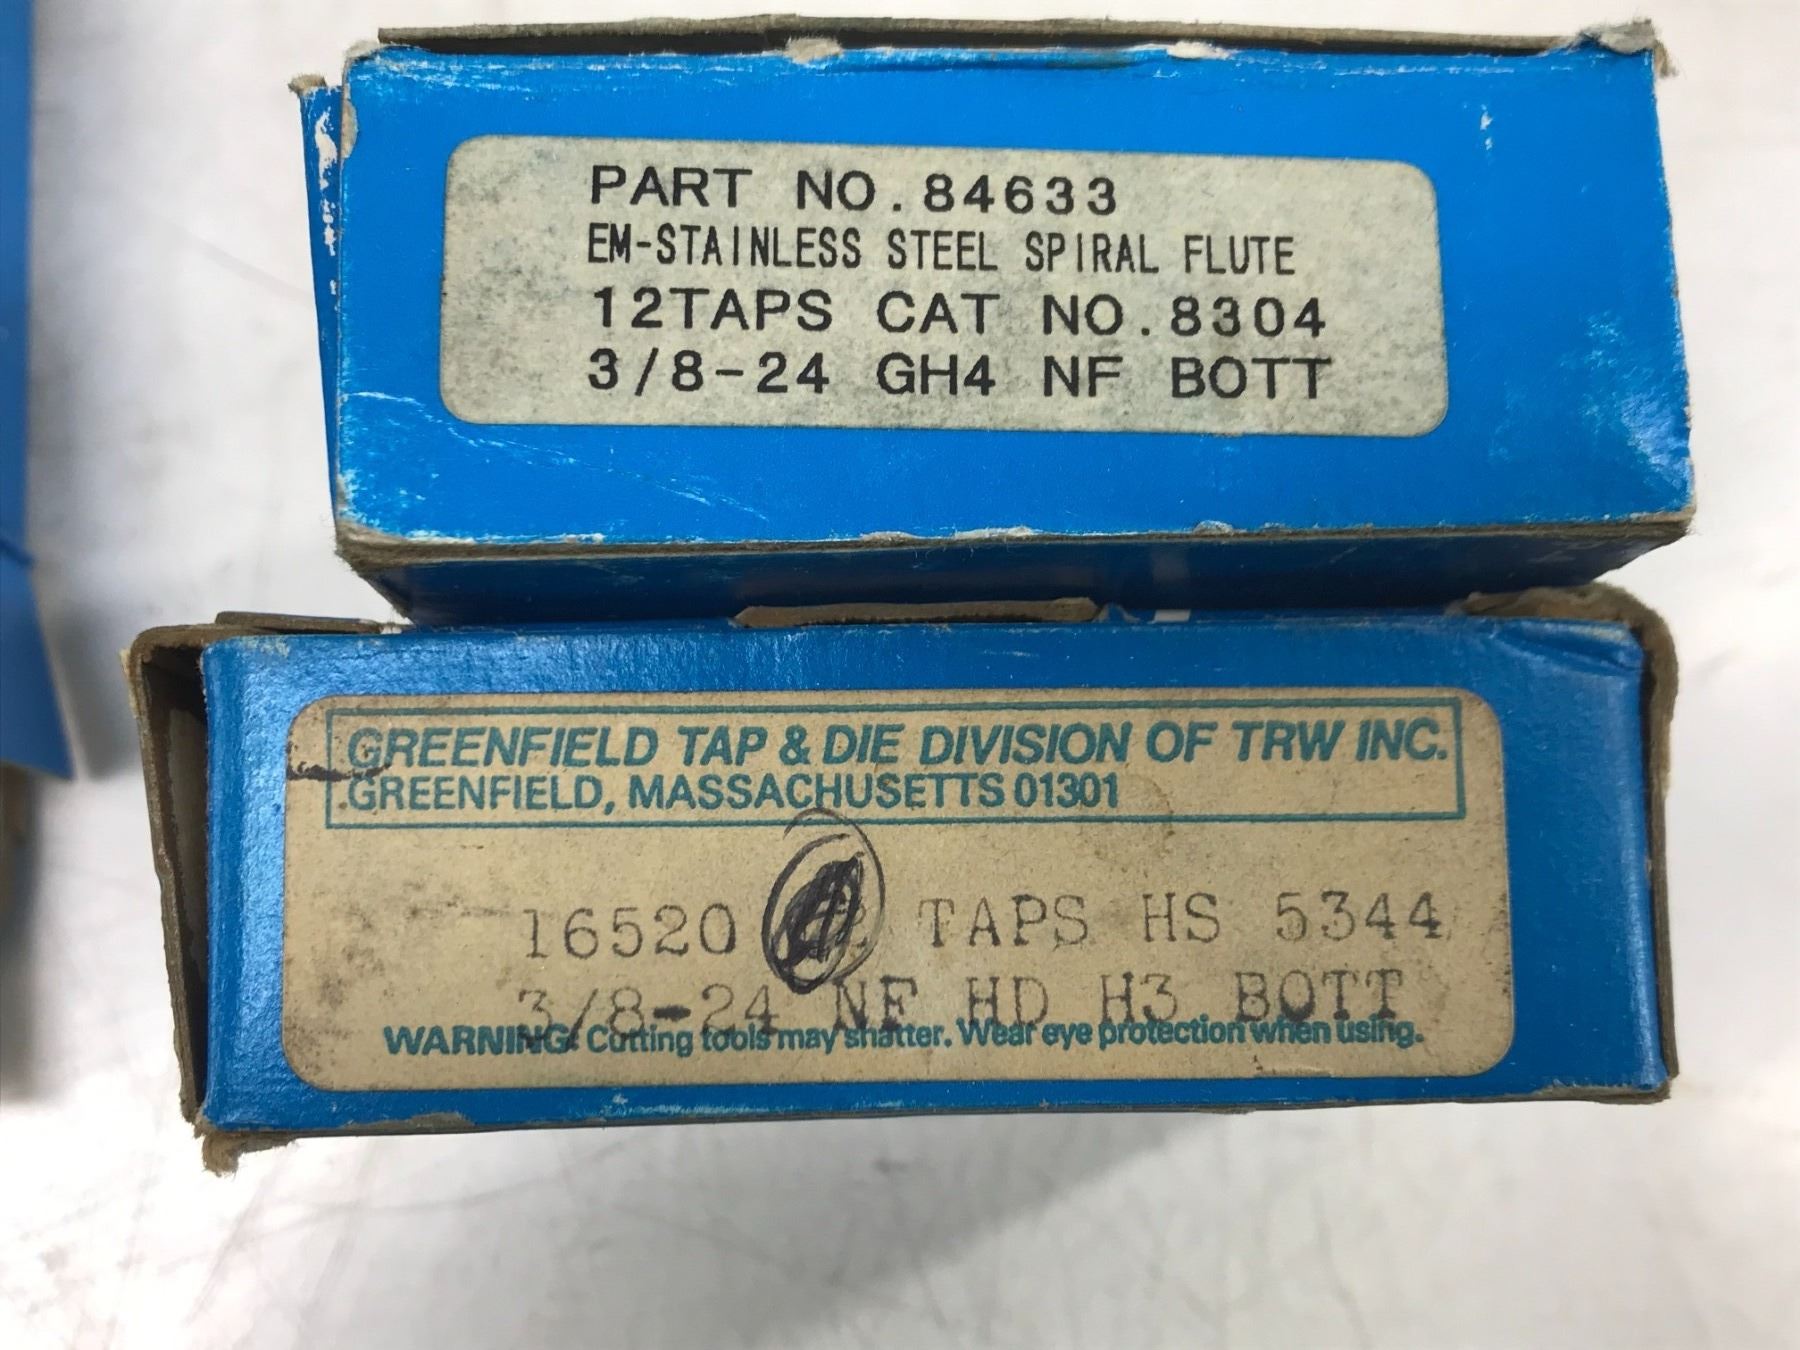 PART NO.84633
EM-STAINLESS STEEL SPIRAL FLUTE
12TAPS CAT NO.8304
3/8-24 GH4 NF BOTT
GREENFIELD TAP & DIE DIVISION OF TRW INC.
GREENFIELD, MASSACHUSETTS 01301
16520 TAPS HS 5344
3/8-24 NF HD H3 BOTT
WARNING: Cutting tools may shatter. Wear eye protection when using.